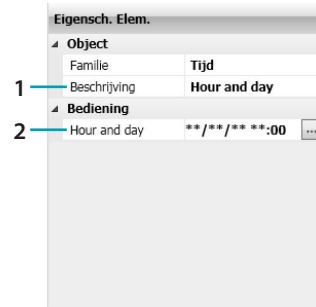 Eigensch. Elem.
Object
Familie Tijd
1 Beschrijving Hour and day
Bediening
2 Hour and day **/**/** **:00 ...